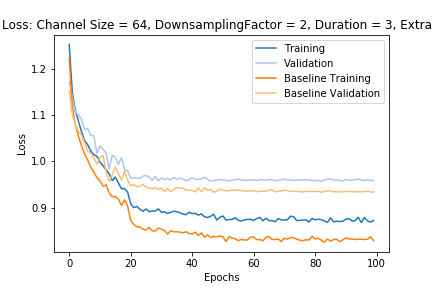 Loss: Channel Size = 64, DownsamplingFactor = 2, Duration = 3, Extra
Training
Validation
Baseline Training
Baseline Validation
1.2
1.1
1.0
0.9
Loss
0
20
40
60
80
100
Epochs